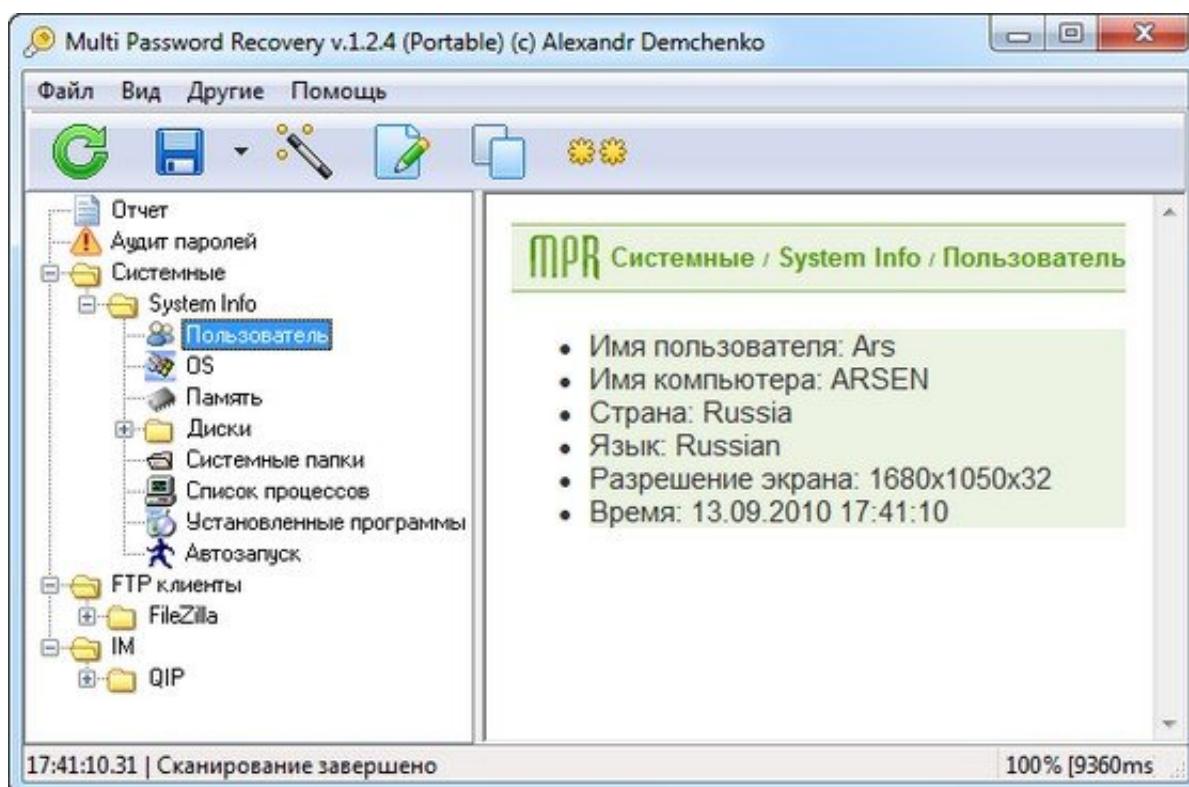 Multi Password Recovery v.1.2.4 (Portable) (c) Alexandr Demchenko
Файл Вид Другие Помощь
Отчет
Аудит паролей
Системные
System Info
Пользователь
OS
Память
Диски
Системные папки
Список процессов
Установленные программы
Автозапуск
FTP клиенты
FileZilla
IM
QIP
MPR Системные / System Info / Пользователь
Имя пользователя: Ars
Имя компьютера: ARSEN
Страна: Russia
Язык: Russian
Разрешение экрана: 1680x1050x32
Время: 13.09.2010 17:41:10
17:41:10.31 | Сканирование завершено
100% [9360ms